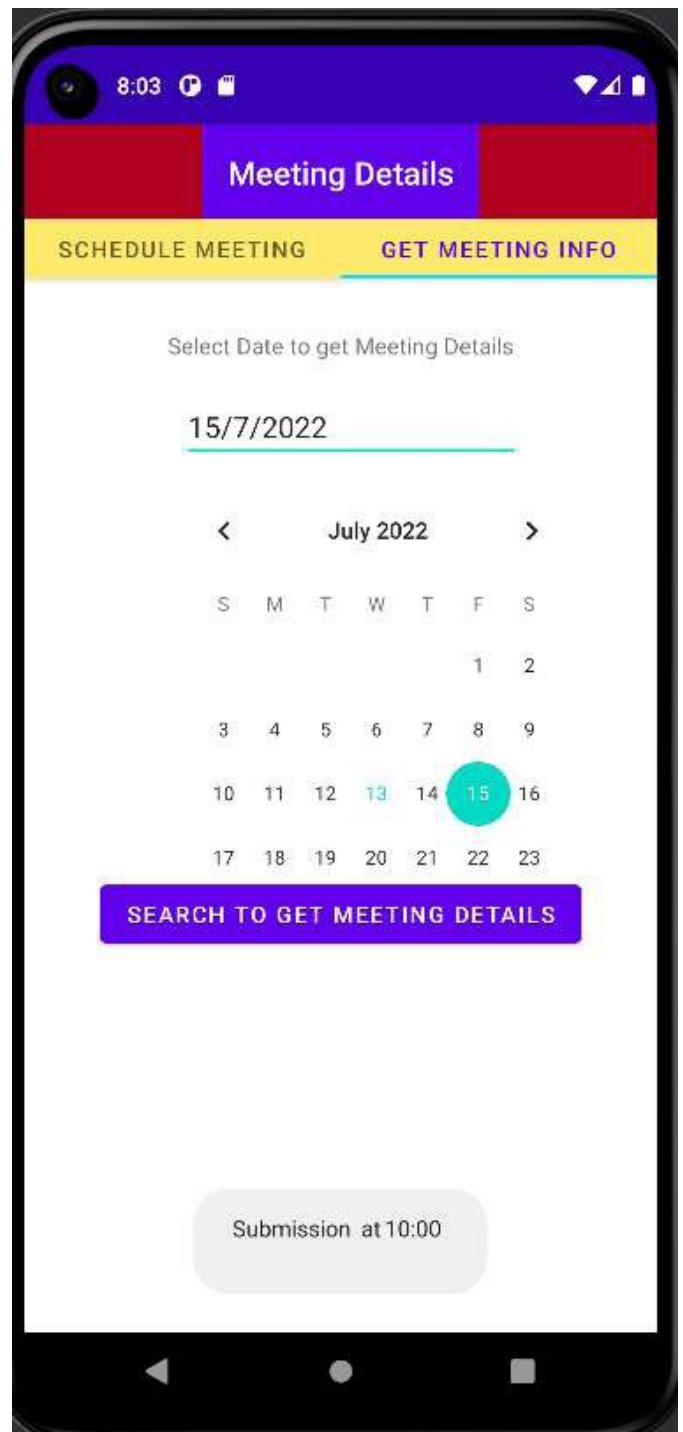 8:03
Meeting Details
SCHEDULE MEETING GET MEETING INFO
Select Date to get Meeting Details
15/7/2022
July 2022
S M T W T F S
1 2
3 4 5 6 7 8 9
10 11 12 13 14 15 16
17 18 19 20 21 22 23
SEARCH TO GET MEETING DETAILS
Submission at 10:00